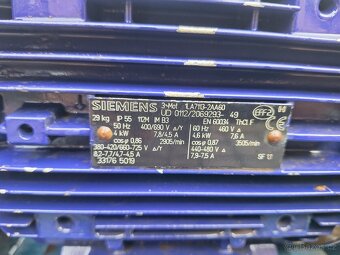 SIEMENS 3~Mot. 1LA7113-2AA60
UD 0112/2069293- 49
EFF2
29 kg IP 55 112M IM B3 EN 60034 Th.Cl.F
50 Hz 400/690 V Δ/Y 60 Hz 460 V Δ
4 kW 7,8/4,5 A 4,6 kW 7,6 A
cos φ 0,86 2905/min cos φ 0,87 3505/min
380-420/660-725 V Δ/Y 440-480 V Δ
8,2-7,7/4,7-4,5 A 7,9-7,5 A SF 1,1
33176 5019